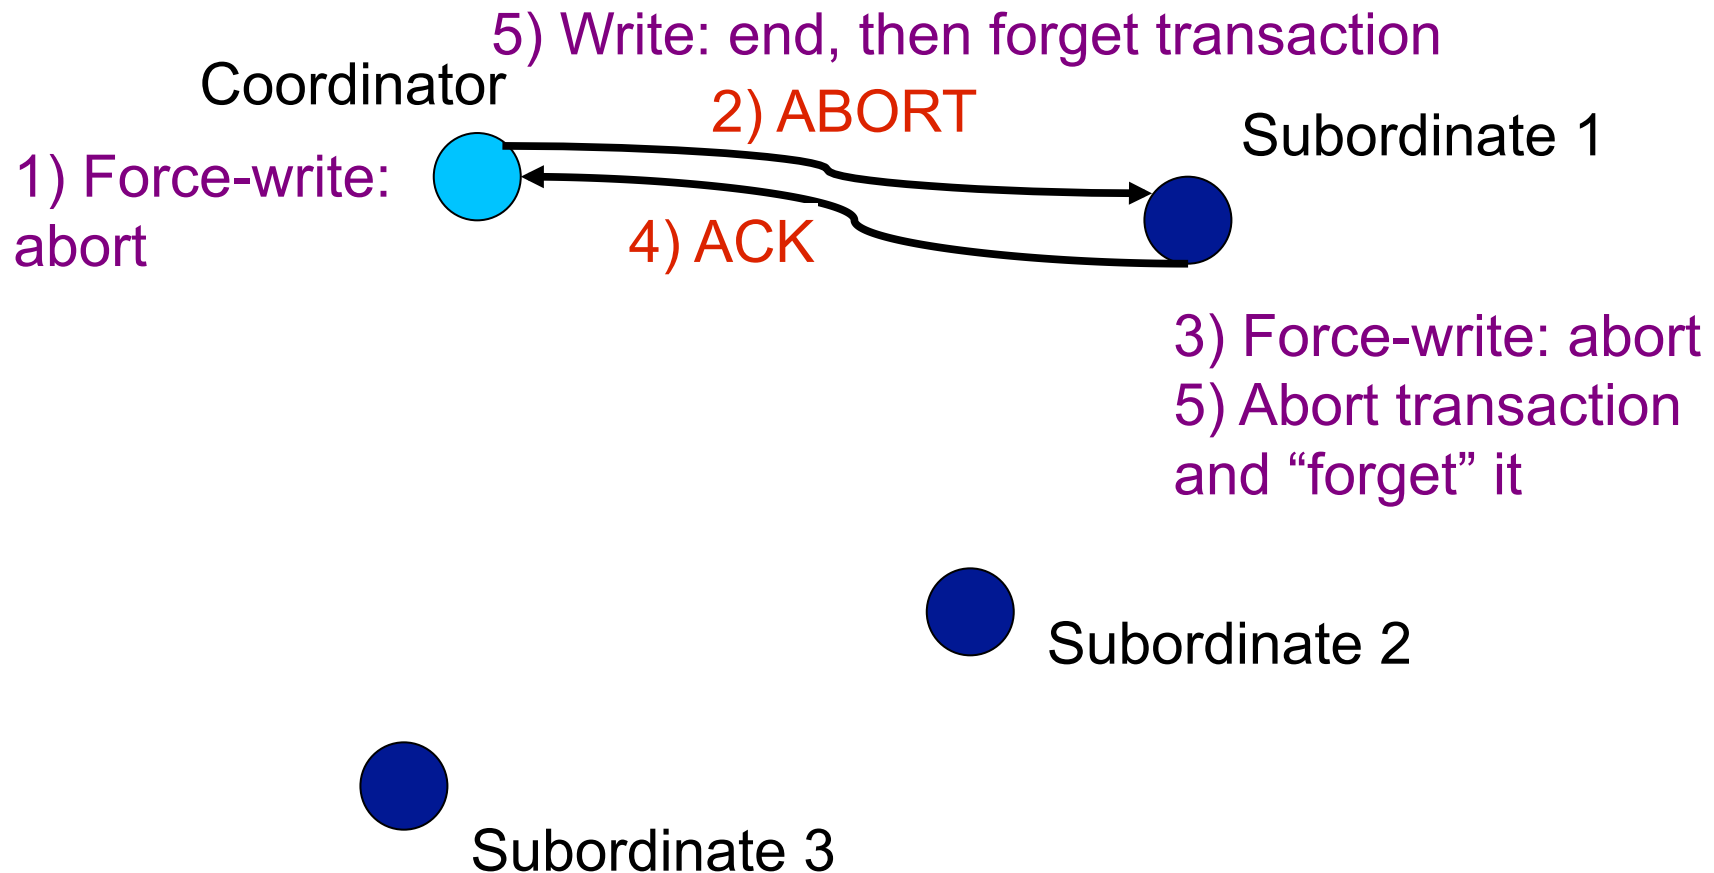 5) Write: end, then forget transaction
Coordinator
2) ABORT
Subordinate 1
1) Force-write:
abort
4) ACK
3) Force-write: abort
5) Abort transaction
and “forget” it
Subordinate 2
Subordinate 3